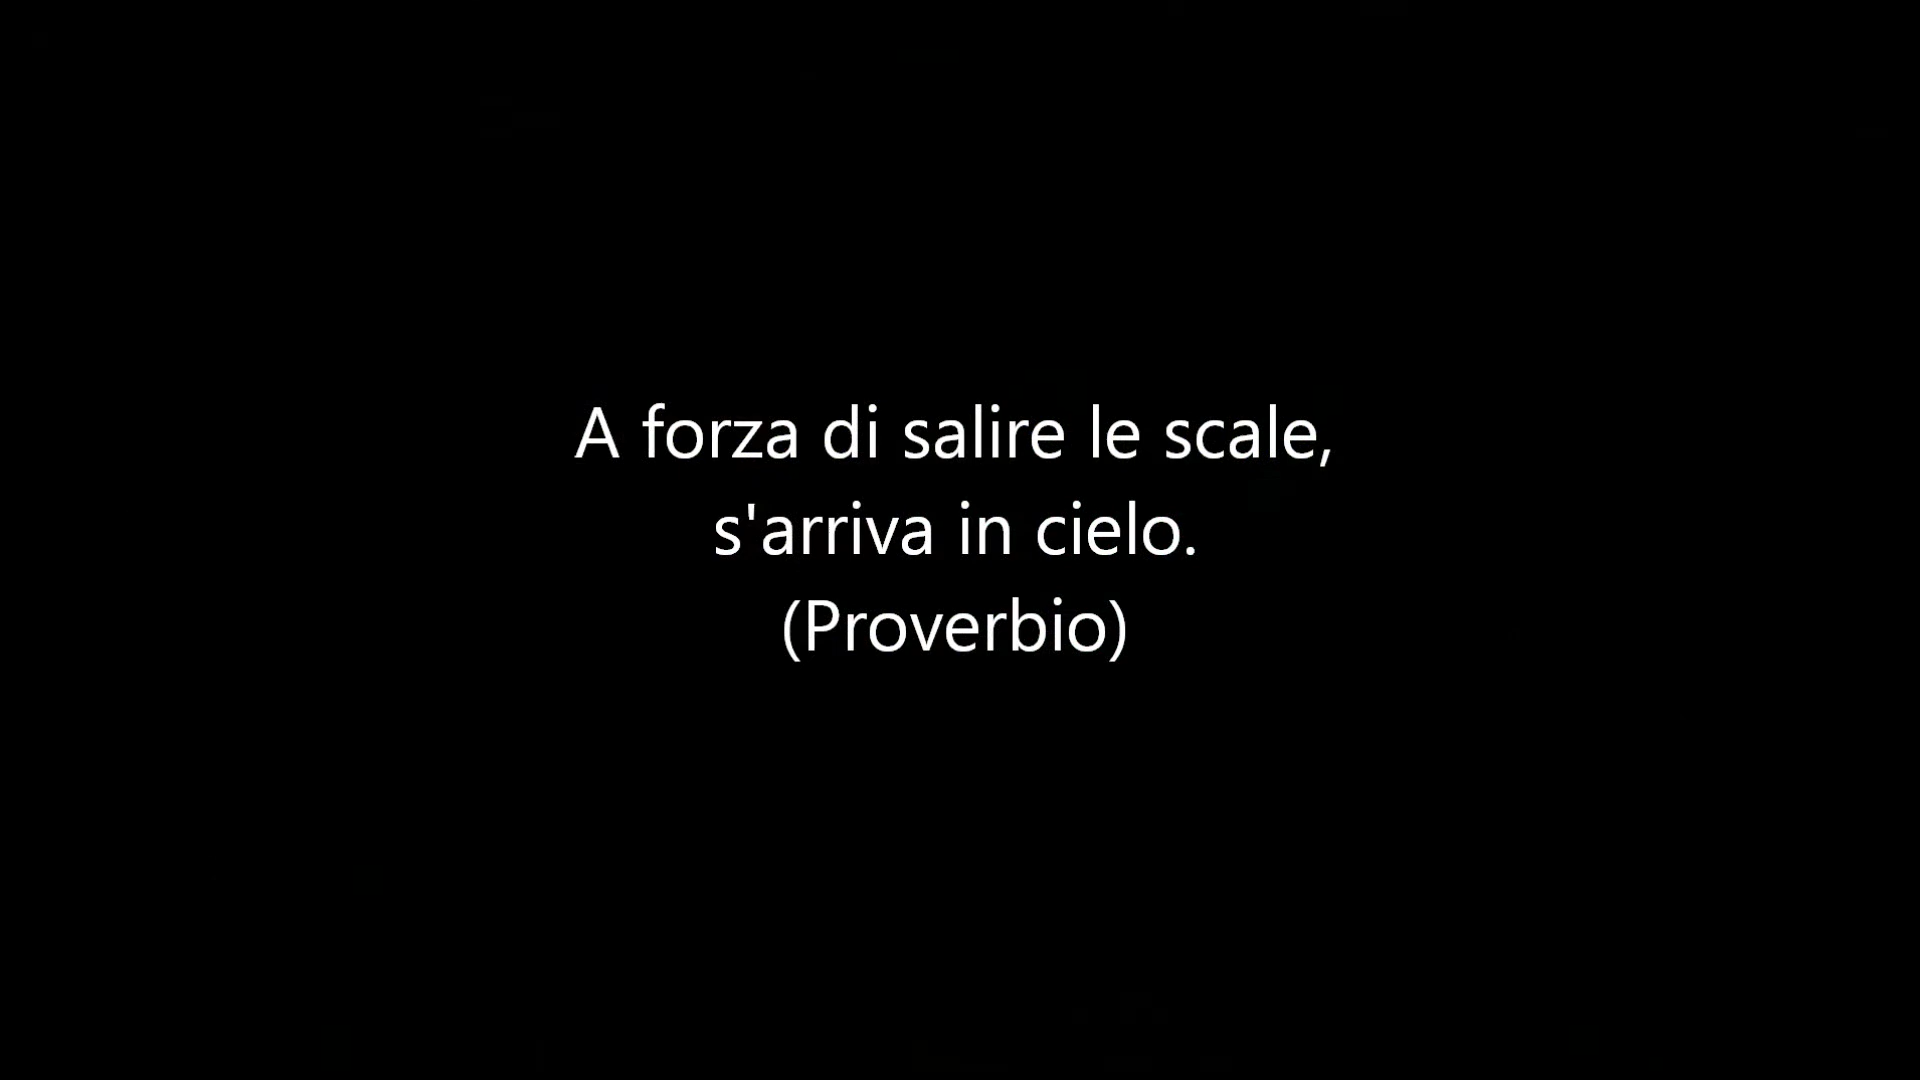 A forza di salire le scale,
s'arriva in cielo.
(Proverbio)